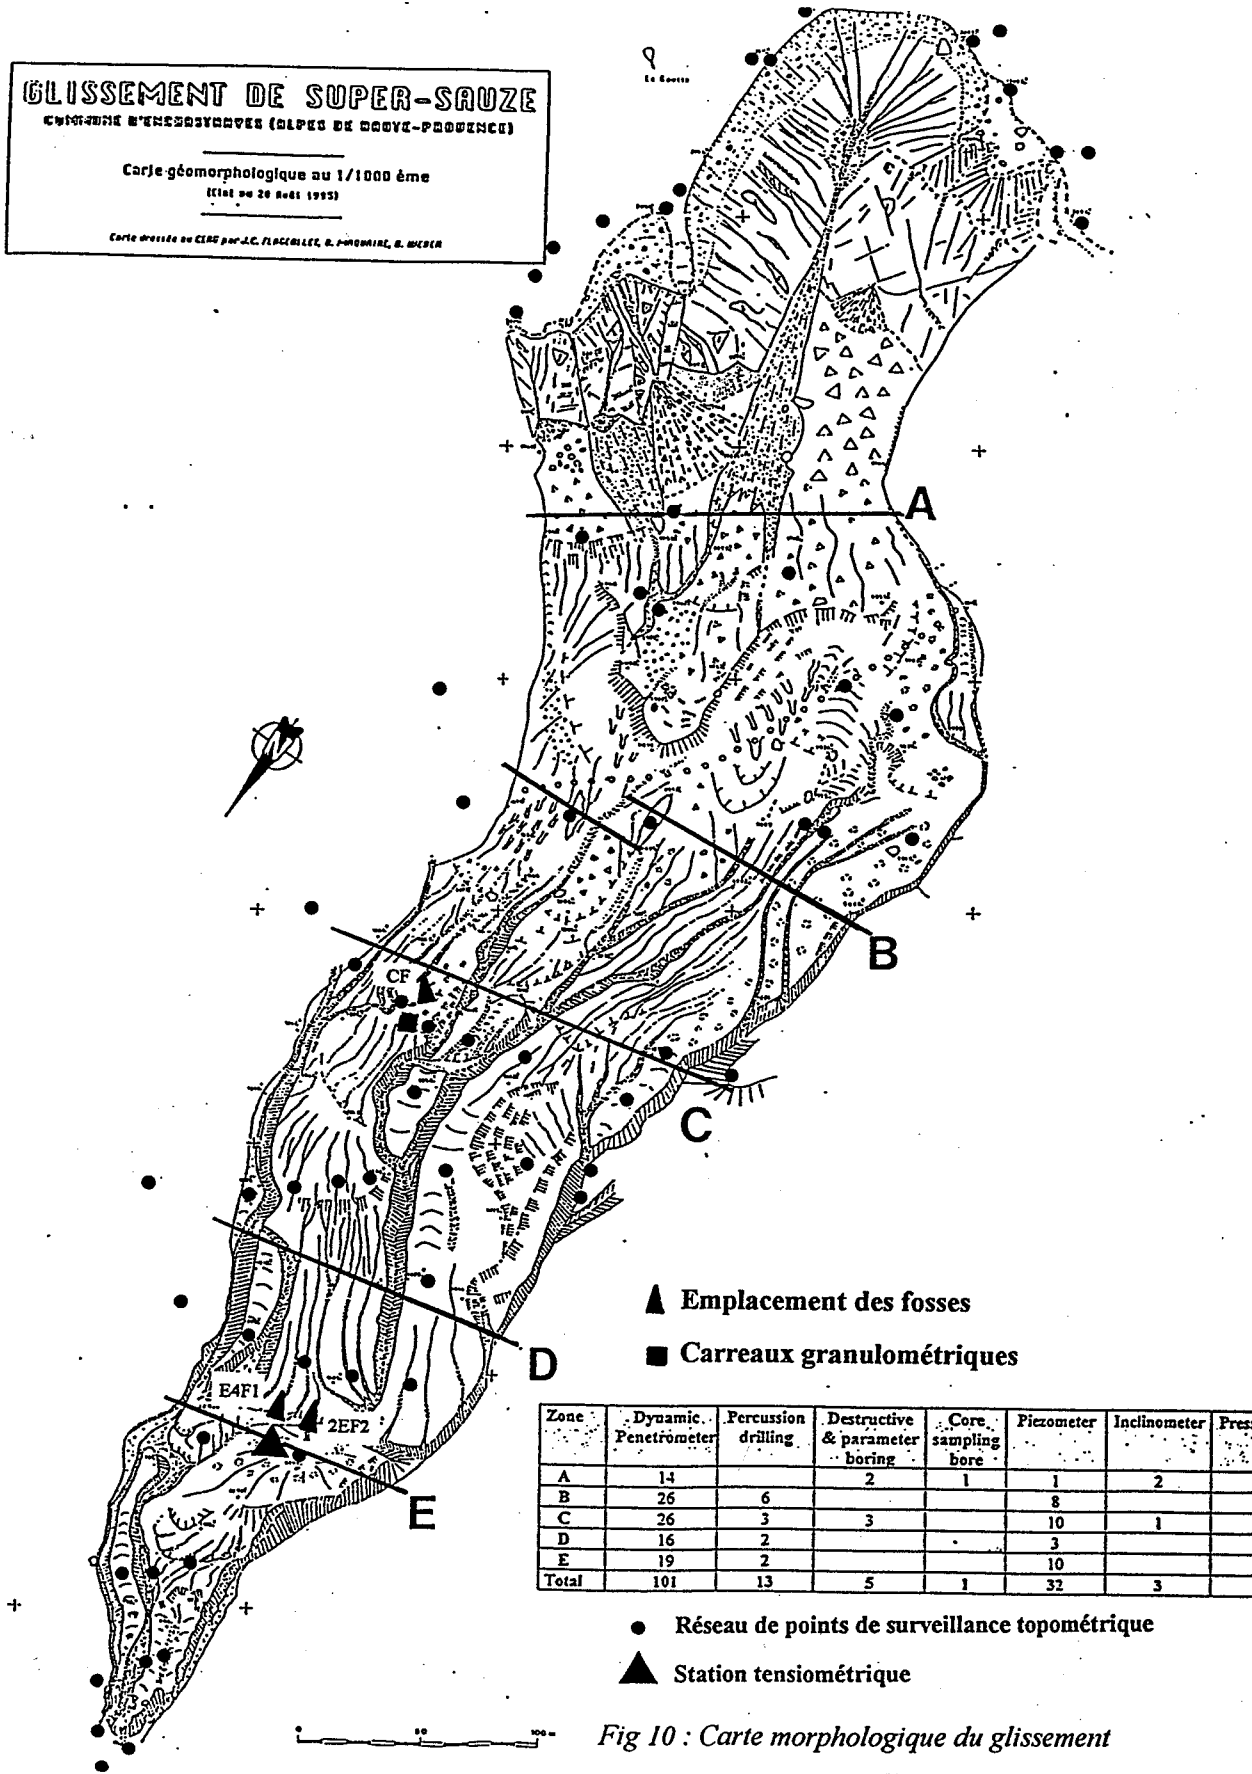 GLISSEMENT DE SUPER-SAUZE
Carte géomorphologique au 1/1000 ème
A
B
CF
C
D
E4F1
2EF2
E
Emplacement des fosses
Carreaux granulométriques
Zone Dynamic Penetrometer Percussion drilling Destructive & parameter boring Core sampling bore Piezometer Inclinometer Press
A 14 2 1 1 2
B 26 6 8
C 26 3 3 10 1
D 16 2 3
E 19 2 10
Total 101 13 5 1 32 3
Réseau de points de surveillance topométrique
Station tensiométrique
50 100 m
Fig 10 : Carte morphologique du glissement